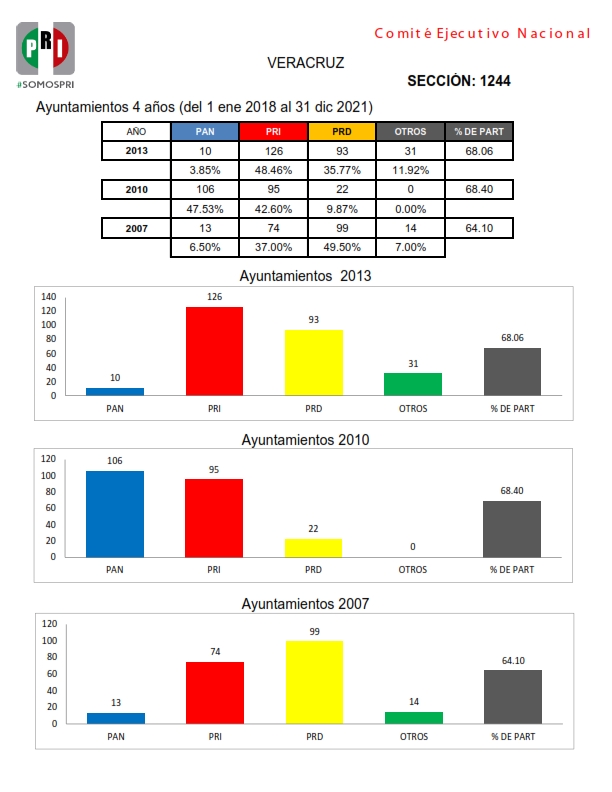 Comité Ejecutivo Nacional
PRI
#SOMOSPRI
VERACRUZ
SECCIÓN: 1244
Ayuntamientos 4 años (del 1 ene 2018 al 31 dic 2021)
AÑO PAN PRI PRD OTROS % DE PART
2013 10 126 93 31 68.06
3.85% 48.46% 35.77% 11.92%
2010 106 95 22 0 68.40
47.53% 42.60% 9.87% 0.00%
2007 13 74 99 14 64.10
6.50% 37.00% 49.50% 7.00%
Ayuntamientos 2013
140
120
100
80
60
40
20
0
10 126 93 31 68.06
PAN PRI PRD OTROS % DE PART
Ayuntamientos 2010
120
100
80
60
40
20
0
106 95 22 0 68.40
PAN PRI PRD OTROS % DE PART
Ayuntamientos 2007
120
100
80
60
40
20
0
13 74 99 14 64.10
PAN PRI PRD OTROS % DE PART